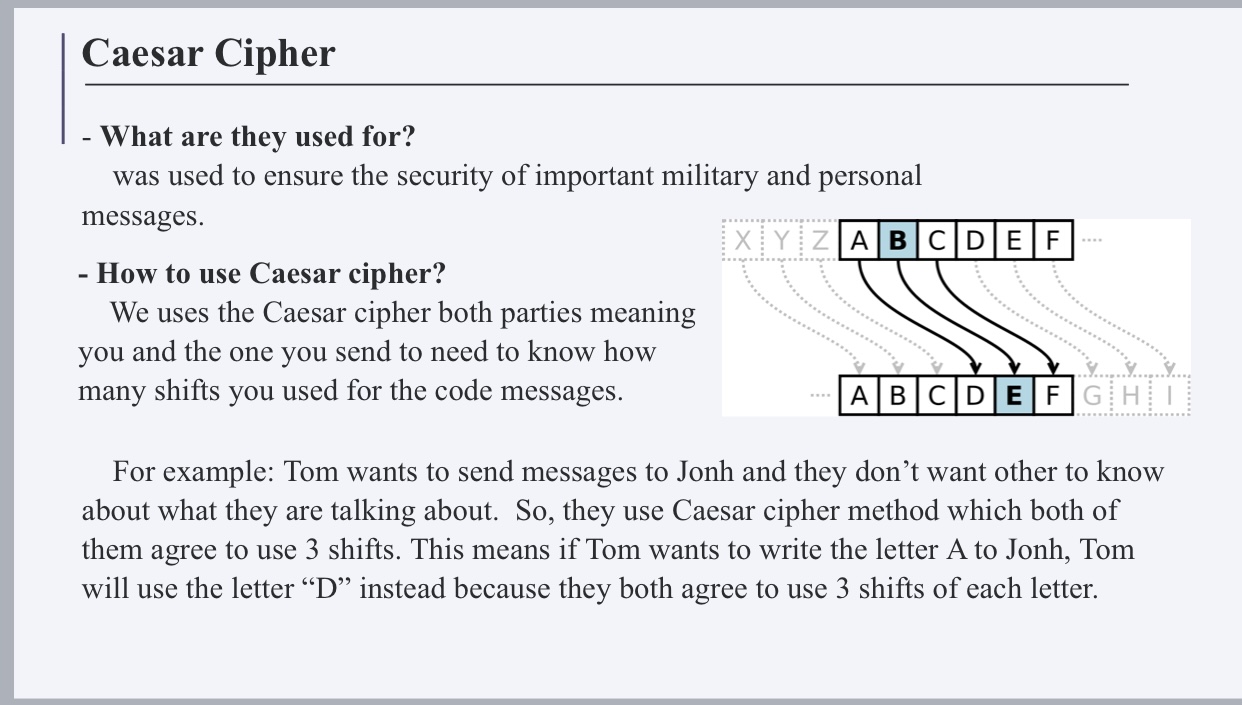 Caesar Cipher
- What are they used for?
was used to ensure the security of important military and personal
messages.
X Y Z A B C D E F ....
- How to use Caesar cipher?
We uses the Caesar cipher both parties meaning
you and the one you send to need to know how
many shifts you used for the code messages.
.... A B C D E F G H I
For example: Tom wants to send messages to Jonh and they don’t want other to know
about what they are talking about.  So, they use Caesar cipher method which both of
them agree to use 3 shifts. This means if Tom wants to write the letter A to Jonh, Tom
will use the letter “D” instead because they both agree to use 3 shifts of each letter.